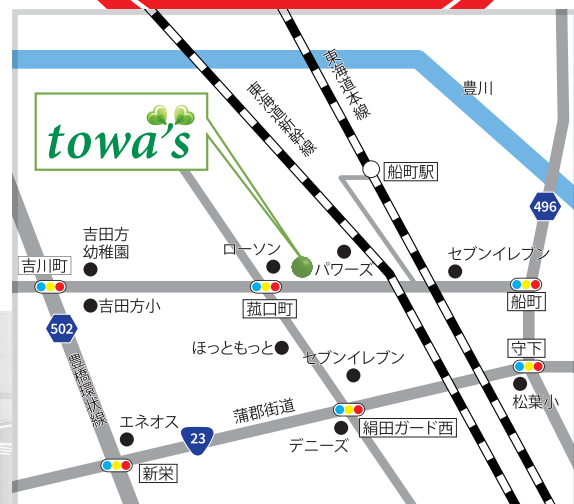 東海道新幹線
東海道本線
豊川
towa's
船町駅
496
吉田方
幼稚園
ローソン
パワーズ
セブンイレブン
吉川町
菰口町
船町
吉田方小
502
ほっともっと
セブンイレブン
守下
豊橋環状線
松葉小
エネオス
蒲郡街道
23
デニーズ
絹田ガード西
新栄